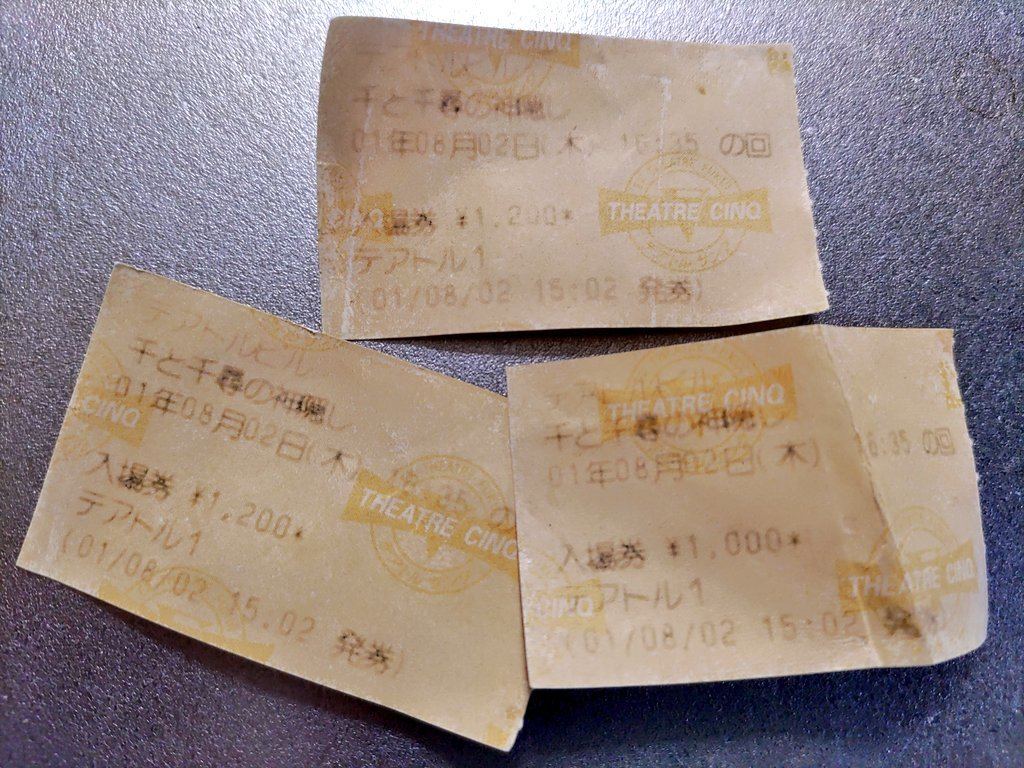 THEATRE CINQ
千と千尋の神隠し
01年08月02日(木) 16:35 の回
THEATRE CINQ
入場券 ¥1,200*
テアトル1
(01/08/02 15:02 発券)
テアトルビル
千と千尋の神隠し
01年08月02日(木) 16:35 の
CINQ
入場券 ¥1,200*
THEATRE CINQ
テアトル1
(01/08/02 15:02 発券)
THEATRE CINQ
千と千尋の神隠し
01年08月02日(木) 16:35 の回
入場券 ¥1,000*
THEATRE CINQ
CINQ
テアトル1
(01/08/02 15:02